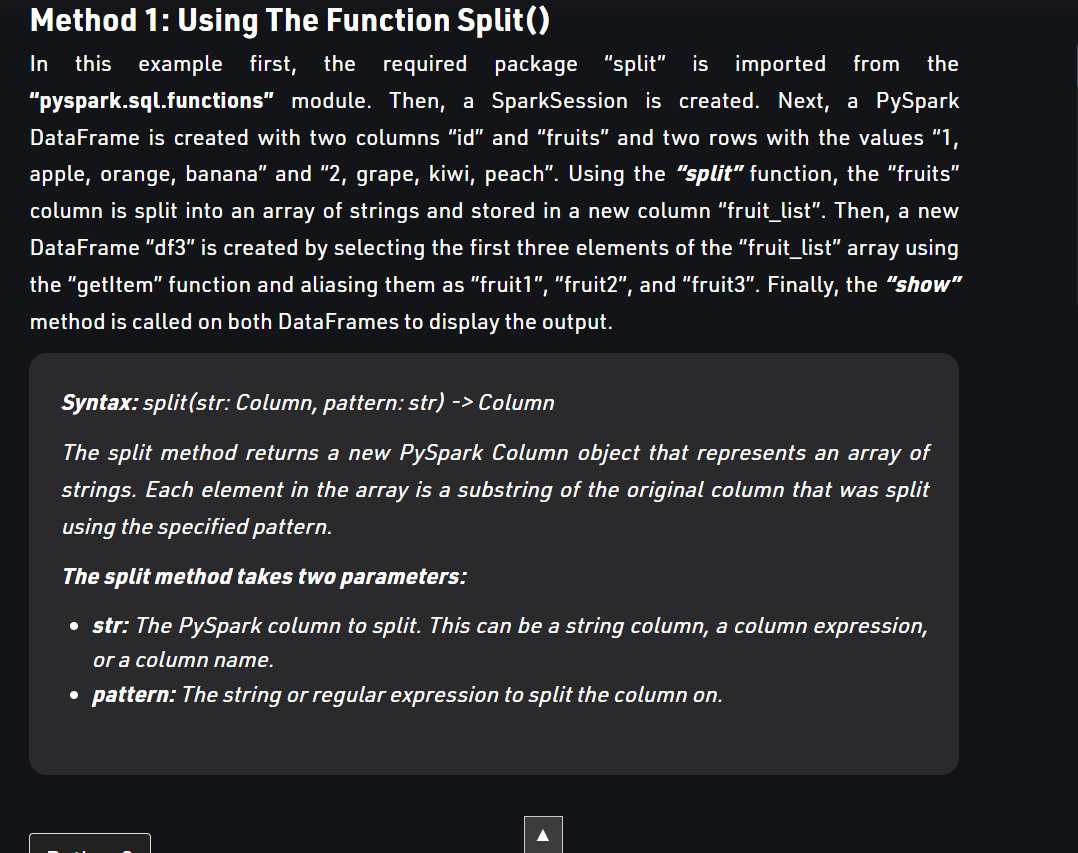 Method 1: Using The Function Split()
In this example first, the required package “split” is imported from the
“pyspark.sql.functions” module. Then, a SparkSession is created. Next, a PySpark
DataFrame is created with two columns “id” and “fruits” and two rows with the values “1,
apple, orange, banana” and “2, grape, kiwi, peach”. Using the “split” function, the “fruits”
column is split into an array of strings and stored in a new column “fruit_list”. Then, a new
DataFrame “df3” is created by selecting the first three elements of the “fruit_list” array using
the “getItem” function and aliasing them as “fruit1”, “fruit2”, and “fruit3”. Finally, the “show”
method is called on both DataFrames to display the output.
Syntax: split(str: Column, pattern: str) -> Column
The split method returns a new PySpark Column object that represents an array of
strings. Each element in the array is a substring of the original column that was split
using the specified pattern.
The split method takes two parameters:
• str: The PySpark column to split. This can be a string column, a column expression,
or a column name.
• pattern: The string or regular expression to split the column on.